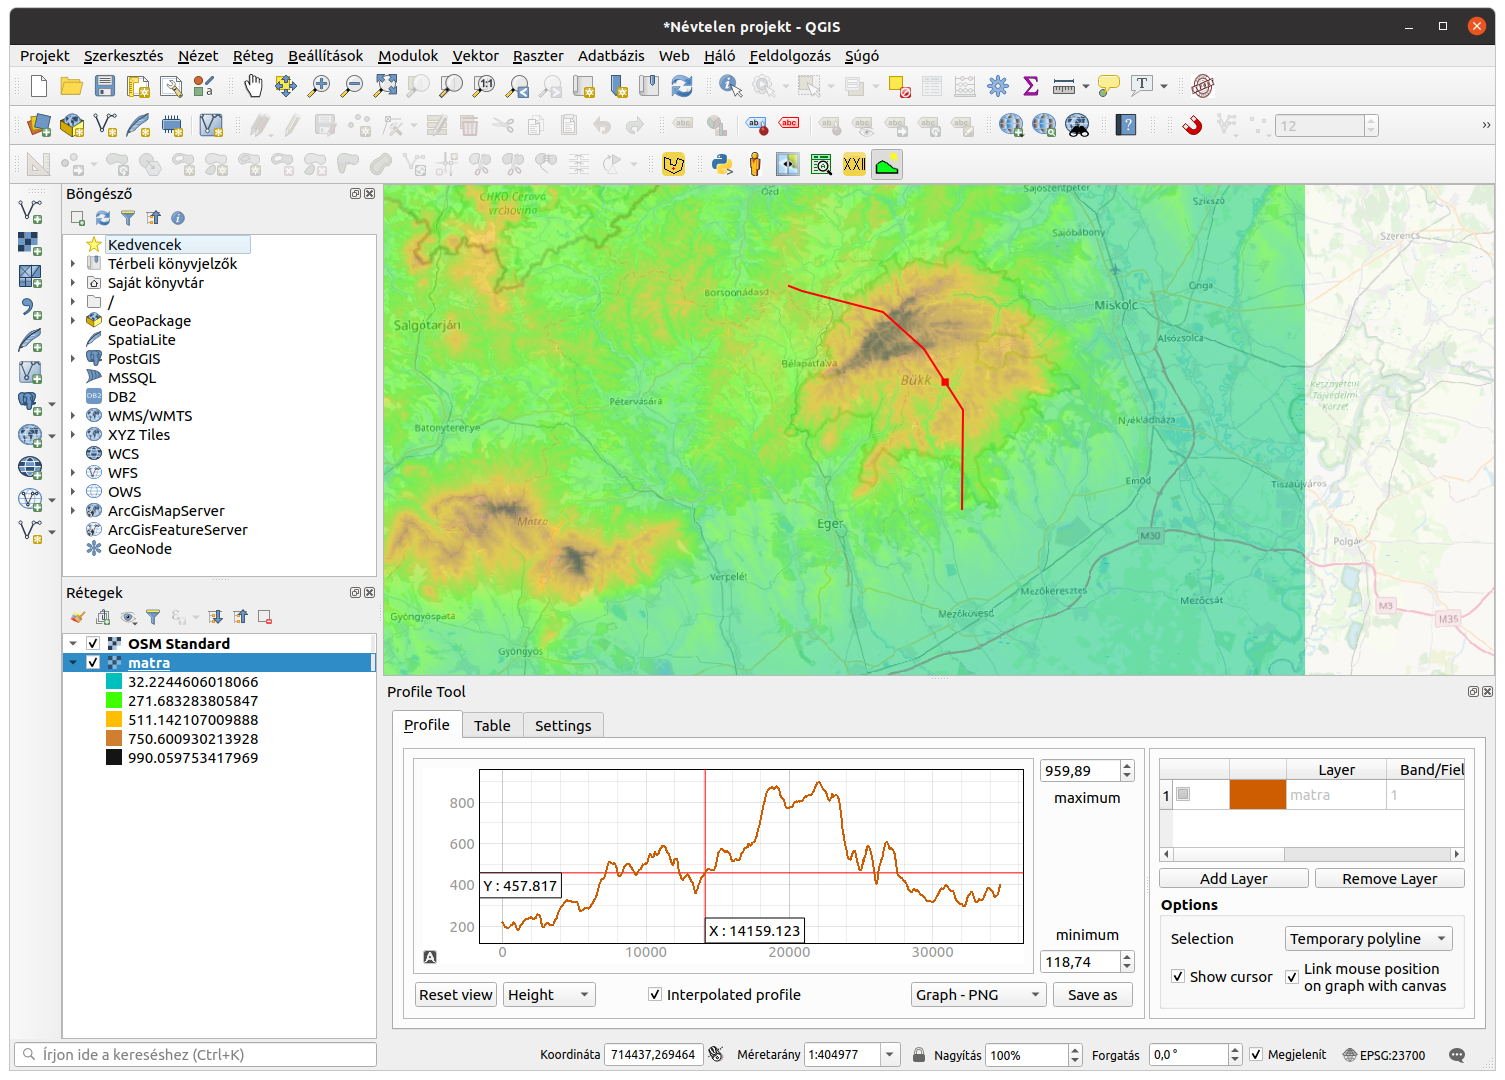 *Névtelen projekt - QGIS
Projekt Szerkesztés Nézet Réteg Beállítások Modulok Vektor Raszter Adatbázis Web Háló Feldolgozás Súgó
12
XXII
Böngésző
Kedvencek
Térbeli könyvjelzők
Saját könyvtár
/
GeoPackage
SpatiaLite
PostGIS
MSSQL
DB2
WMS/WMTS
XYZ Tiles
WCS
WFS
OWS
ArcGisMapServer
ArcGisFeatureServer
GeoNode
Rétegek
OSM Standard
matra
32.2244606018066
271.683283805847
511.142107009888
750.600930213928
990.059753417969
CHKO Cerová vrchovina
Ózd
Sajószentpéter
Szikszó
Sajóbábony
Szerencs
Borsodnádasd
Onga
Miskolc
Salgótarján
Alsózsolca
Bélapátfalva
Bükk
Kesznyéteni Tájvédelmi Körzet
Pétervására
Nyékládháza
Bátonyterenye
Emőd
Tiszaújváros
Mátra
Eger
M30
Polgár
Verpelét
Mezőkeresztes
Mezőcsát
M3
M35
Gyöngyöspata
Mezőkövesd
Gyöngyös
Profile Tool
Profile Table Settings
800
600
400
200
Y : 457.817
X : 14159.123
0 10000 20000 30000
A
959,89
maximum
minimum
118,74
Reset view Height Interpolated profile Graph - PNG Save as
Layer Band/Fiel
1 matra 1
Add Layer Remove Layer
Options
Selection Temporary polyline
Show cursor Link mouse position on graph with canvas
Írjon ide a kereséshez (Ctrl+K) Koordináta 714437,269464 Méretarány 1:404977 Nagyítás 100% Forgatás 0,0 ° Megjelenít EPSG:23700